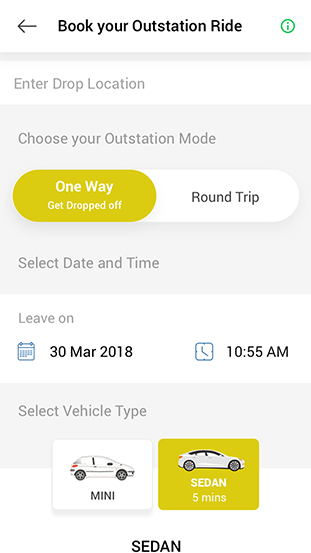 Book your Outstation Ride
Enter Drop Location
Choose your Outstation Mode
One Way
Get Dropped off
Round Trip
Select Date and Time
Leave on
30 Mar 2018
10:55 AM
Select Vehicle Type
MINI
SEDAN
5 mins
SEDAN